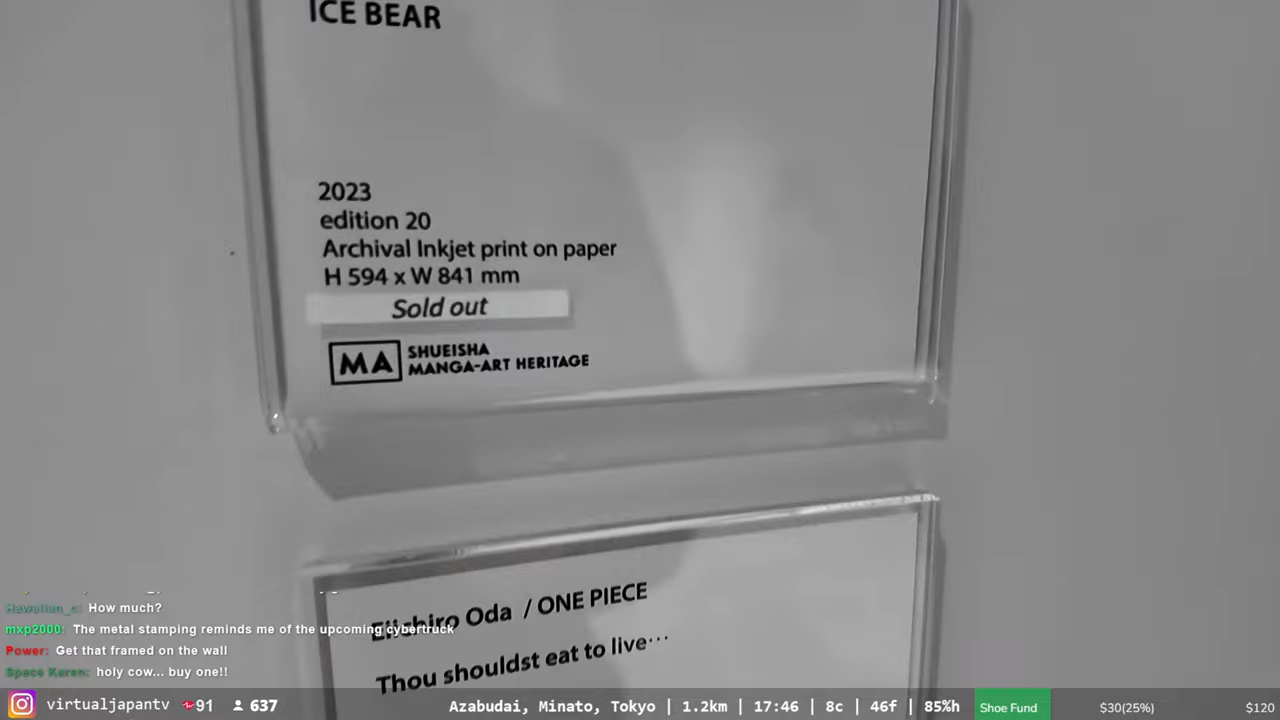 ICE BEAR
2023
edition 20
Archival Inkjet print on paper
H 594 x W 841 mm
Sold out
MA SHUEISHA
MANGA-ART HERITAGE
Eiichiro Oda / ONE PIECE
Thou shouldst eat to live…
Hawaiian_c: How much?
mxp2000: The metal stamping reminds me of the upcoming cybertruck
Power: Get that framed on the wall
Space Karen: holy cow... buy one!!
virtualjapantv 91 637 Azabudai, Minato, Tokyo | 1.2km | 17:46 | 8c | 46f | 85%h Shoe Fund $30(25%) $120